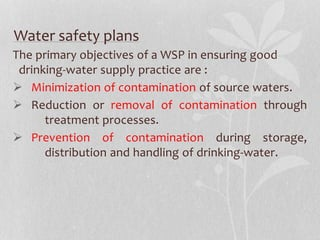 Water safety plans
The primary objectives of a WSP in ensuring good
drinking-water supply practice are :
➢ Minimization of contamination of source waters.
➢ Reduction or removal of contamination through
treatment processes.
➢ Prevention of contamination during storage,
distribution and handling of drinking-water.